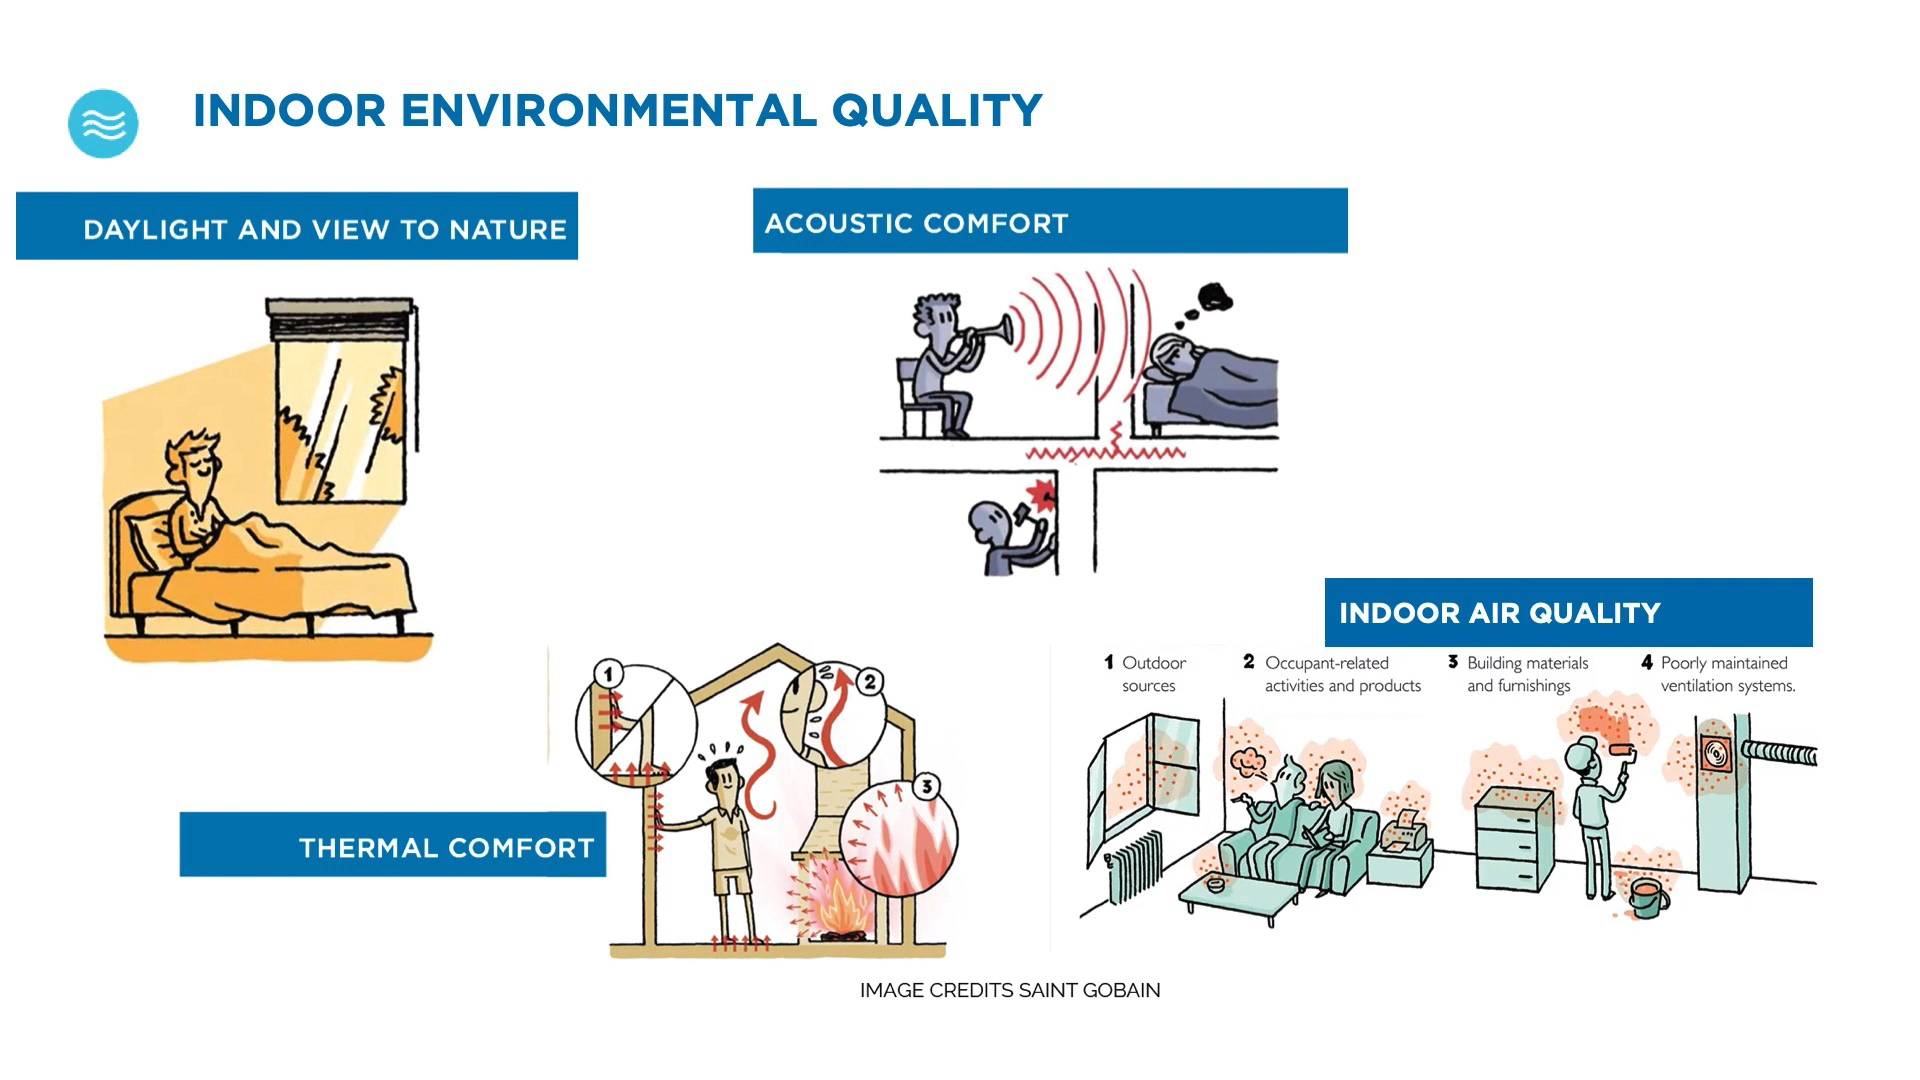 INDOOR ENVIRONMENTAL QUALITY
DAYLIGHT AND VIEW TO NATURE
ACOUSTIC COMFORT
INDOOR AIR QUALITY
1 Outdoor
sources
2 Occupant-related
activities and products
3 Building materials
and furnishings
4 Poorly maintained
ventilation systems.
1
2
3
THERMAL COMFORT
IMAGE CREDITS SAINT GOBAIN